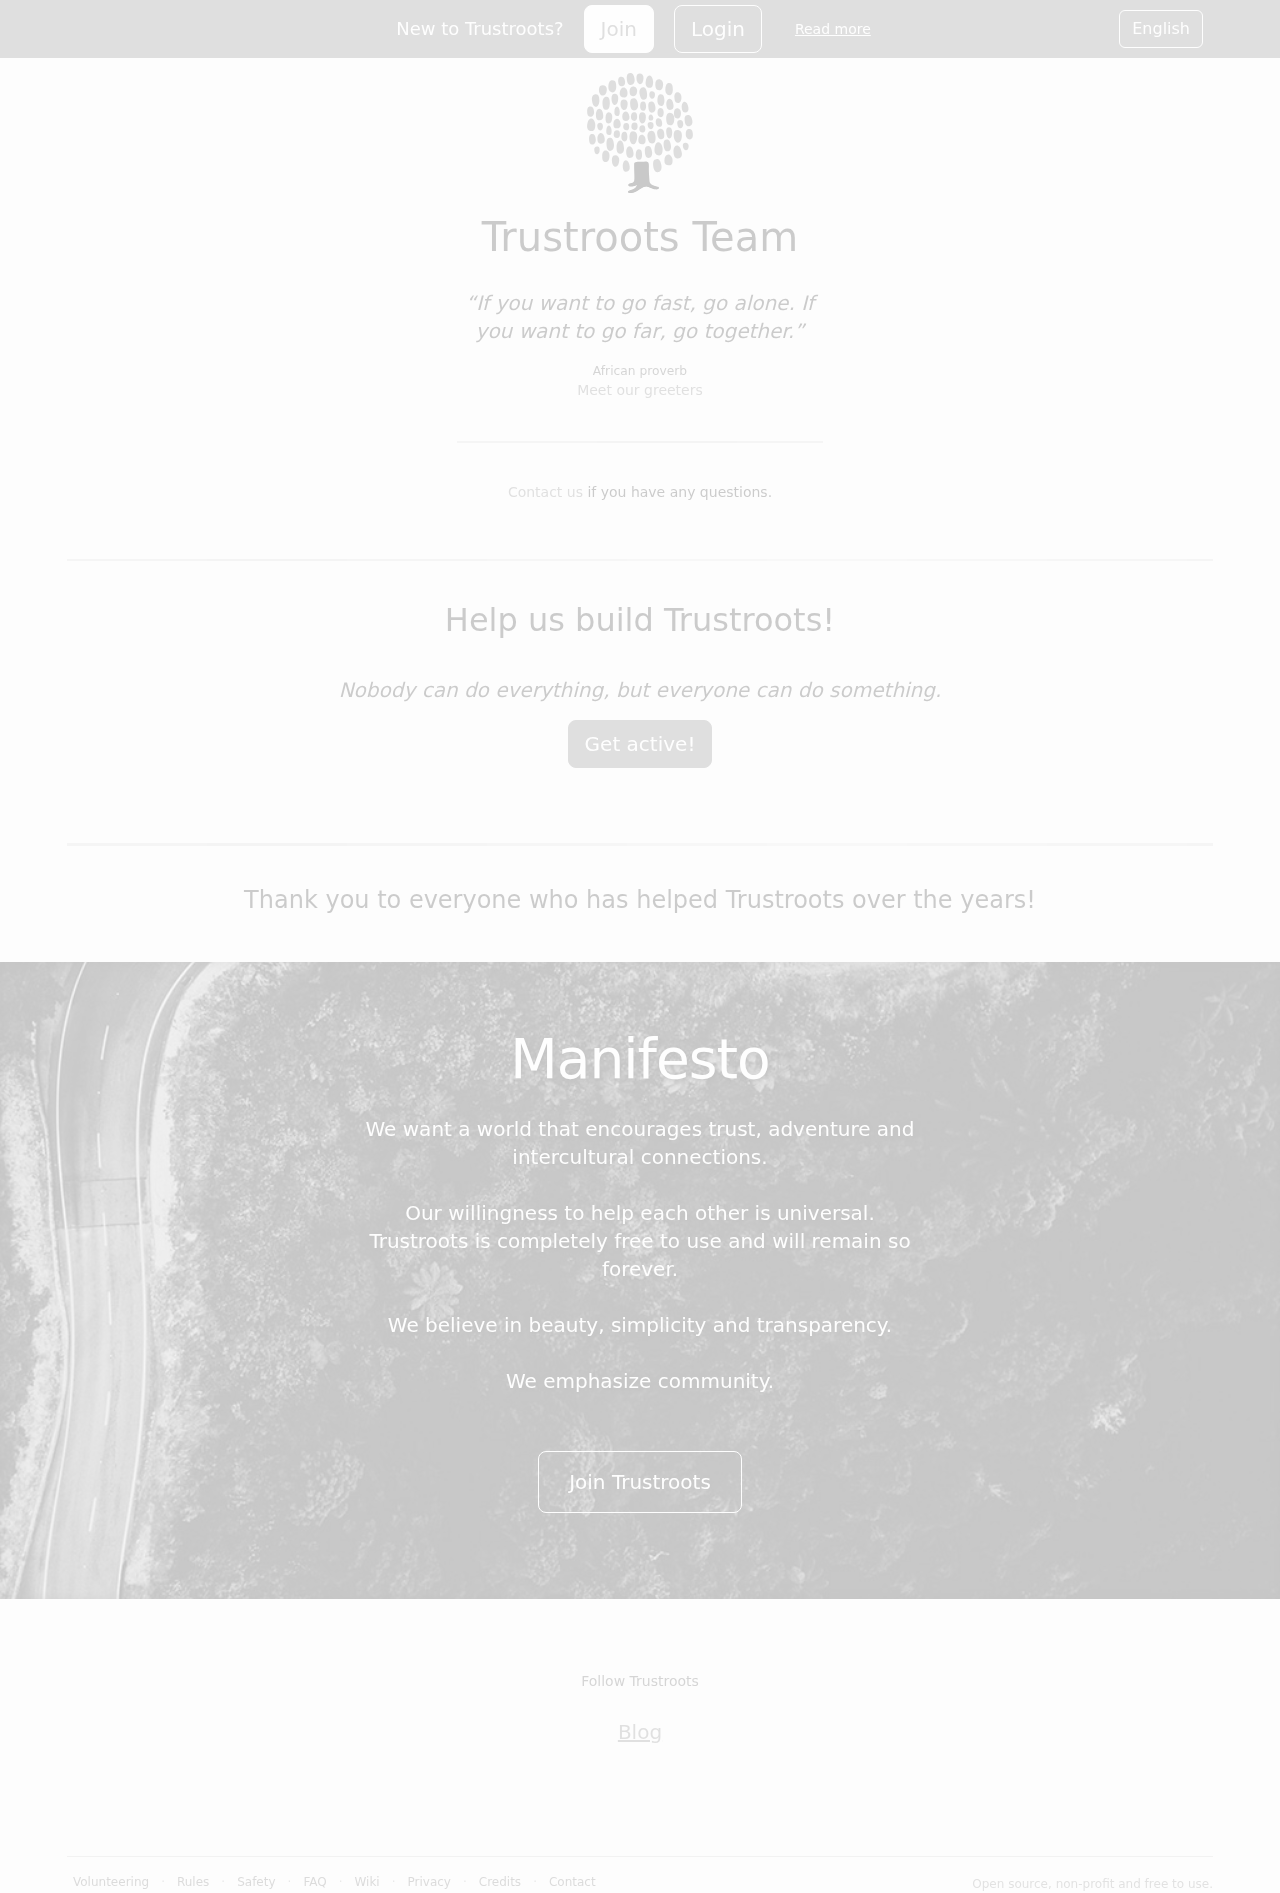 New to Trustroots? Join Login Read more English
Trustroots Team
“If you want to go fast, go alone. If
you want to go far, go together.”
African proverb
Meet our greeters
Contact us if you have any questions.
Help us build Trustroots!
Nobody can do everything, but everyone can do something.
Get active!
Thank you to everyone who has helped Trustroots over the years!
Manifesto
We want a world that encourages trust, adventure and
intercultural connections.
Our willingness to help each other is universal.
Trustroots is completely free to use and will remain so
forever.
We believe in beauty, simplicity and transparency.
We emphasize community.
Join Trustroots
Follow Trustroots
Blog
Volunteering · Rules · Safety · FAQ · Wiki · Privacy · Credits · Contact
Open source, non-profit and free to use.